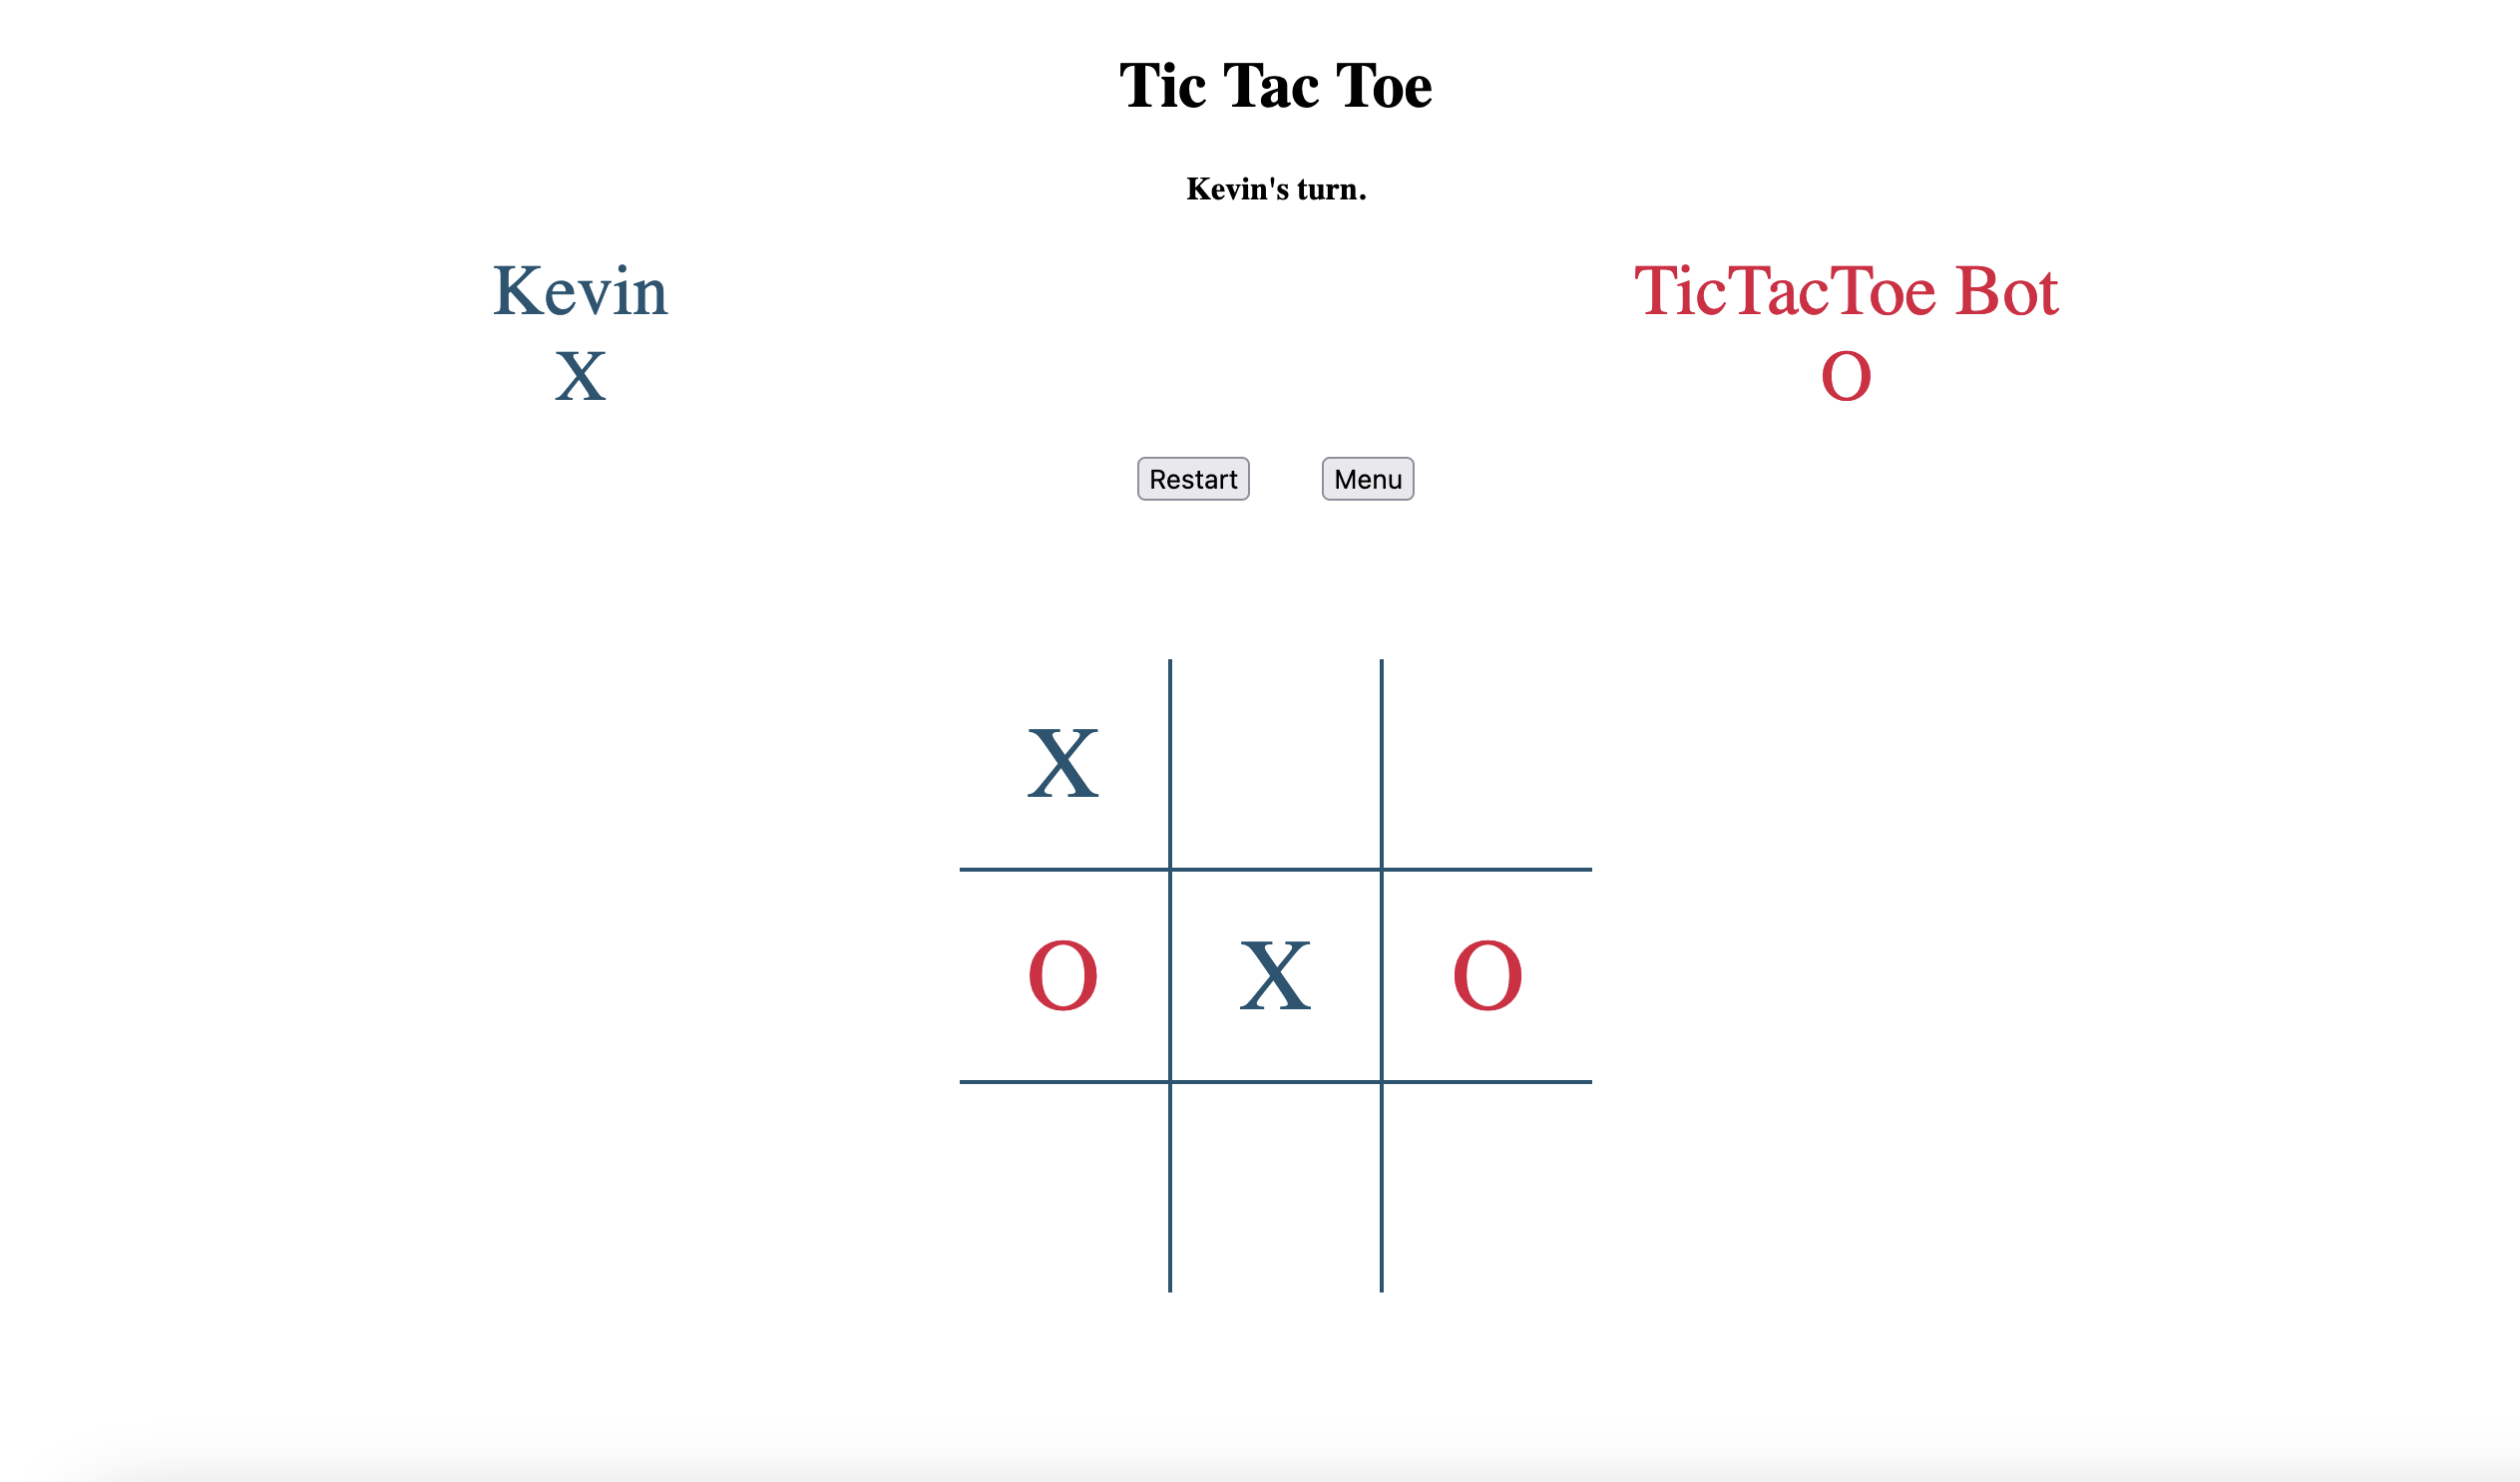 Tic Tac Toe
Kevin's turn.
Kevin TicTacToe Bot
X O
Restart Menu
X
O X O